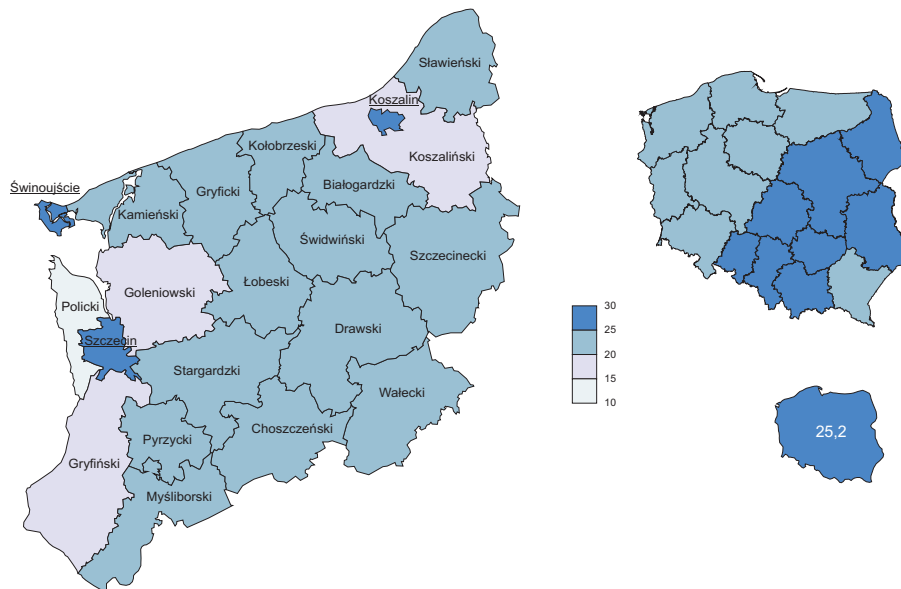 Sławieński
Koszalin
Kołobrzeski
Koszaliński
Świnoujście
Białogardzki
Gryficki
Kamieński
Świdwiński
Szczecinecki
Łobeski
Goleniowski
Policki
30
25
20
15
10
Drawski
Szczecin
Stargardzki
Wałecki
Choszczeński
25,2
Pyrzycki
Gryfiński
Myśliborski